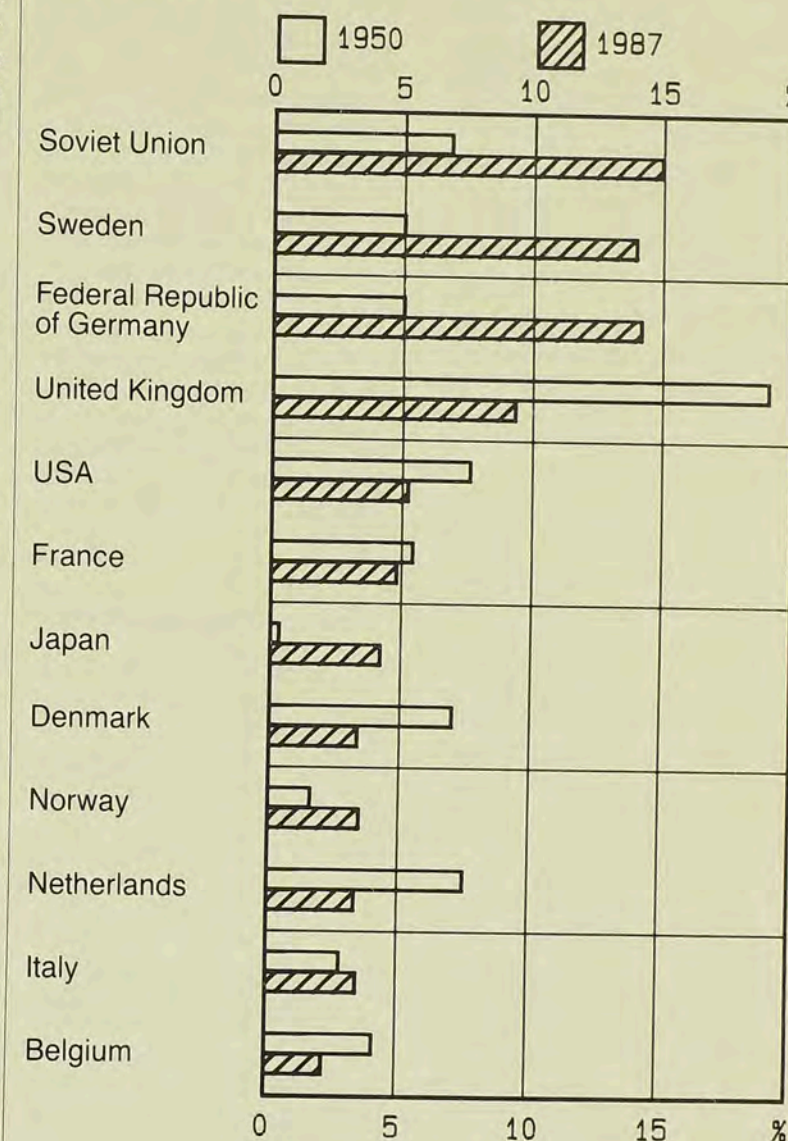 1950 1987
0 5 10 15
Soviet Union
Sweden
Federal Republic
of Germany
United Kingdom
USA
France
Japan
Denmark
Norway
Netherlands
Italy
Belgium
0 5 10 15 %